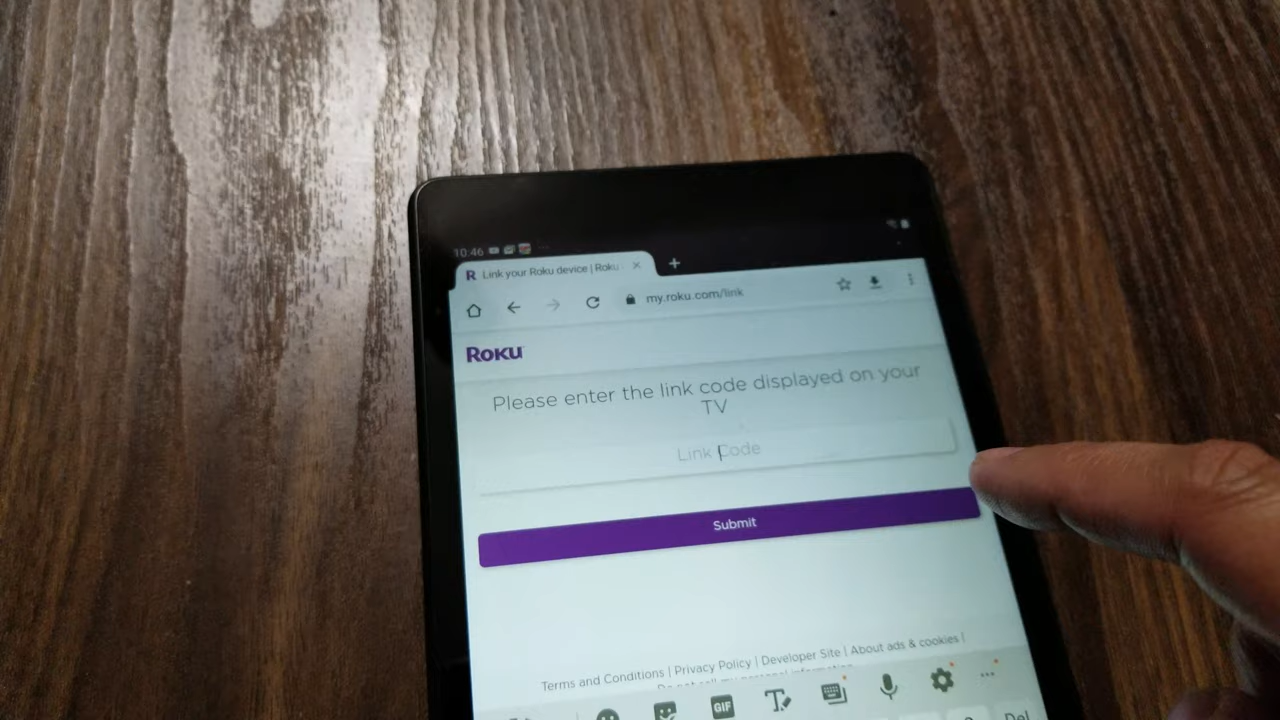 10:46
R Link your Roku device | Roku
my.roku.com/link
ROKU
Please enter the link code displayed on your
TV
Link Code
Submit
Terms and Conditions | Privacy Policy | Developer Site | About ads & cookies |
Do not sell my personal information
GIF
Del